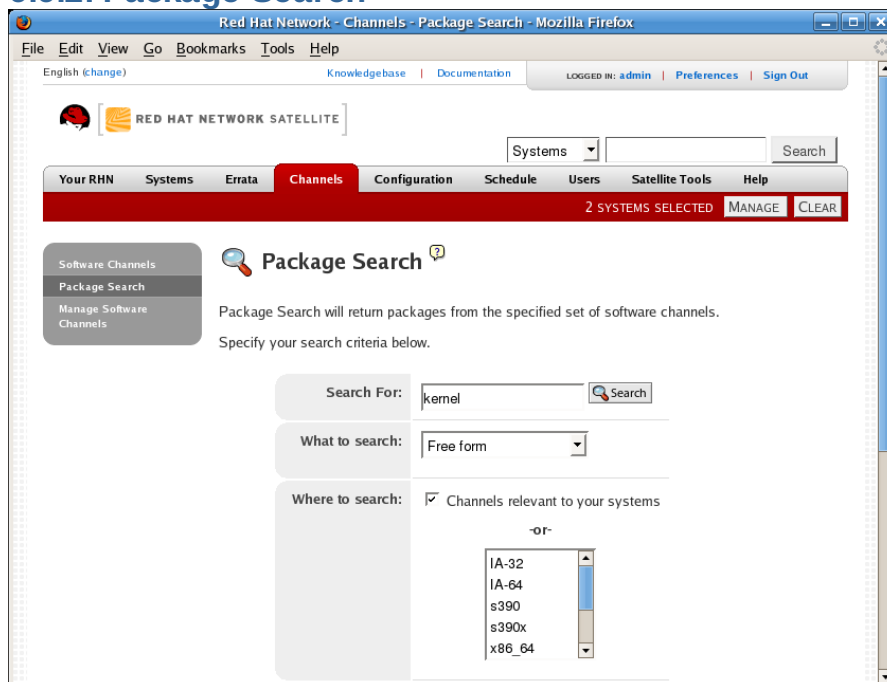 Red Hat Network - Channels - Package Search - Mozilla Firefox
File Edit View Go Bookmarks Tools Help
English (change) Knowledgebase | Documentation LOGGED IN: admin | Preferences | Sign Out
RED HAT NETWORK SATELLITE
Systems Search
Your RHN Systems Errata Channels Configuration Schedule Users Satellite Tools Help
2 SYSTEMS SELECTED MANAGE CLEAR
Software Channels
Package Search
Manage Software
Channels
Package Search
Package Search will return packages from the specified set of software channels.
Specify your search criteria below.
Search For: kernel Search
What to search: Free form
Where to search: Channels relevant to your systems
-or-
IA-32
IA-64
s390
s390x
x86_64